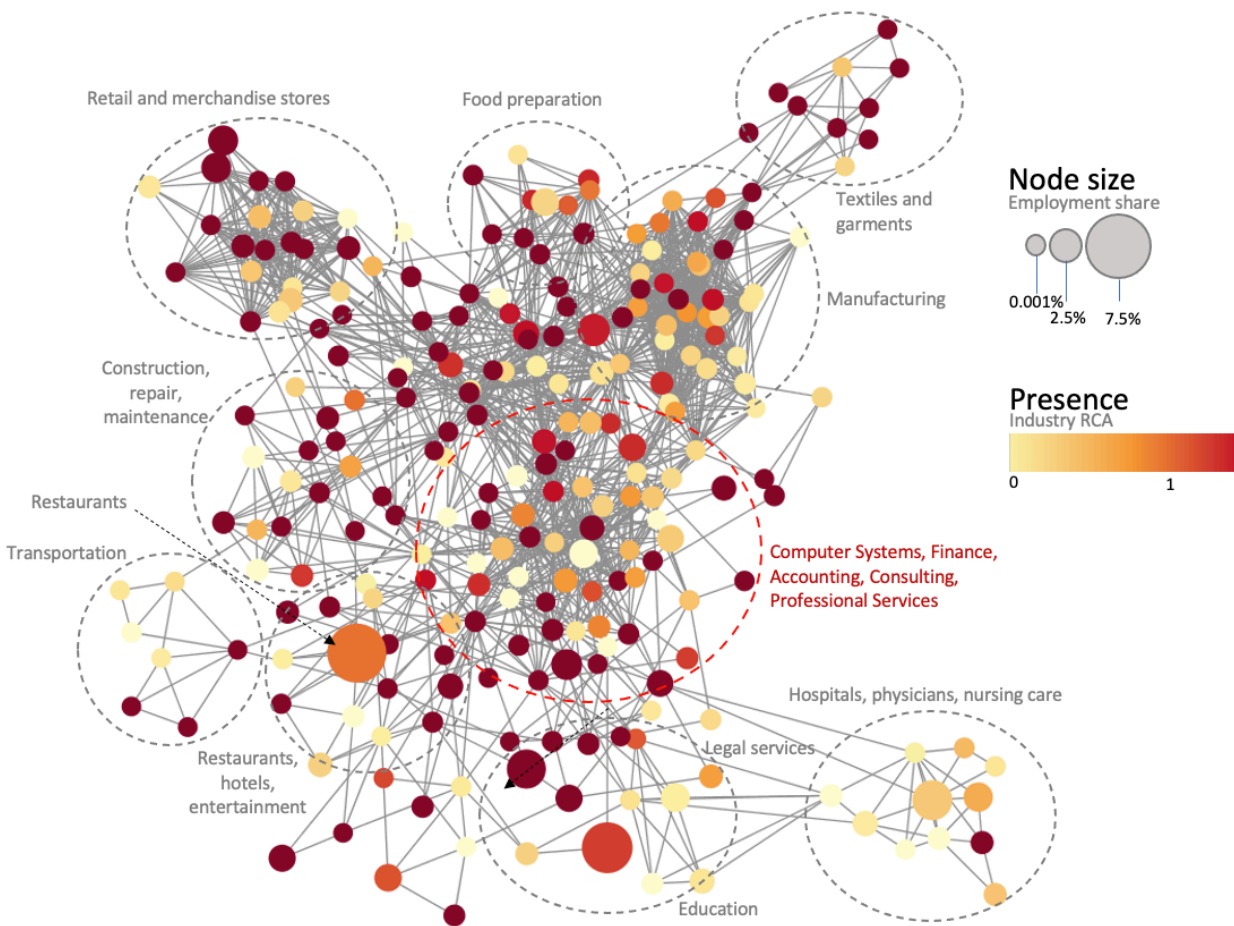 Retail and merchandise stores
Food preparation
Textiles and
garments
Manufacturing
Construction,
repair,
maintenance
Restaurants
Transportation
Computer Systems, Finance,
Accounting, Consulting,
Professional Services
Hospitals, physicians, nursing care
Legal services
Restaurants,
hotels,
entertainment
Education
Node size
Employment share
0.001%
2.5%
7.5%
Presence
Industry RCA
0
1